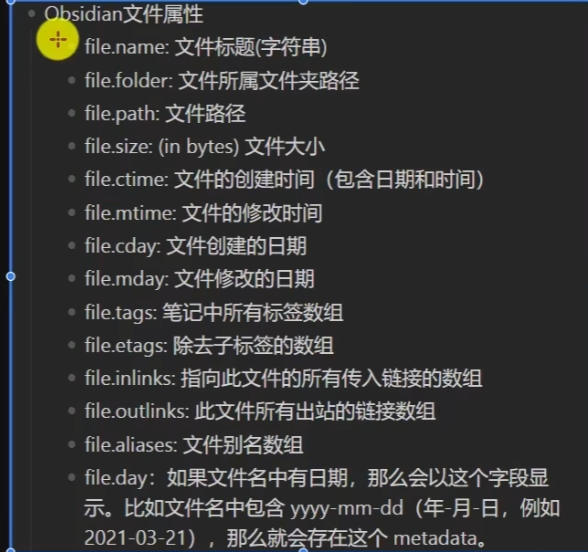 Obsidian文件属性
file.name: 文件标题(字符串)
file.folder: 文件所属文件夹路径
file.path: 文件路径
file.size: (in bytes) 文件大小
file.ctime: 文件的创建时间（包含日期和时间）
file.mtime: 文件的修改时间
file.cday: 文件创建的日期
file.mday: 文件修改的日期
file.tags: 笔记中所有标签数组
file.etags: 除去子标签的数组
file.inlinks: 指向此文件的所有传入链接的数组
file.outlinks: 此文件所有出站的链接数组
file.aliases: 文件别名数组
file.day：如果文件名中有日期，那么会以这个字段显
示。比如文件名中包含 yyyy-mm-dd（年-月-日，例如
2021-03-21），那么就会存在这个 metadata。